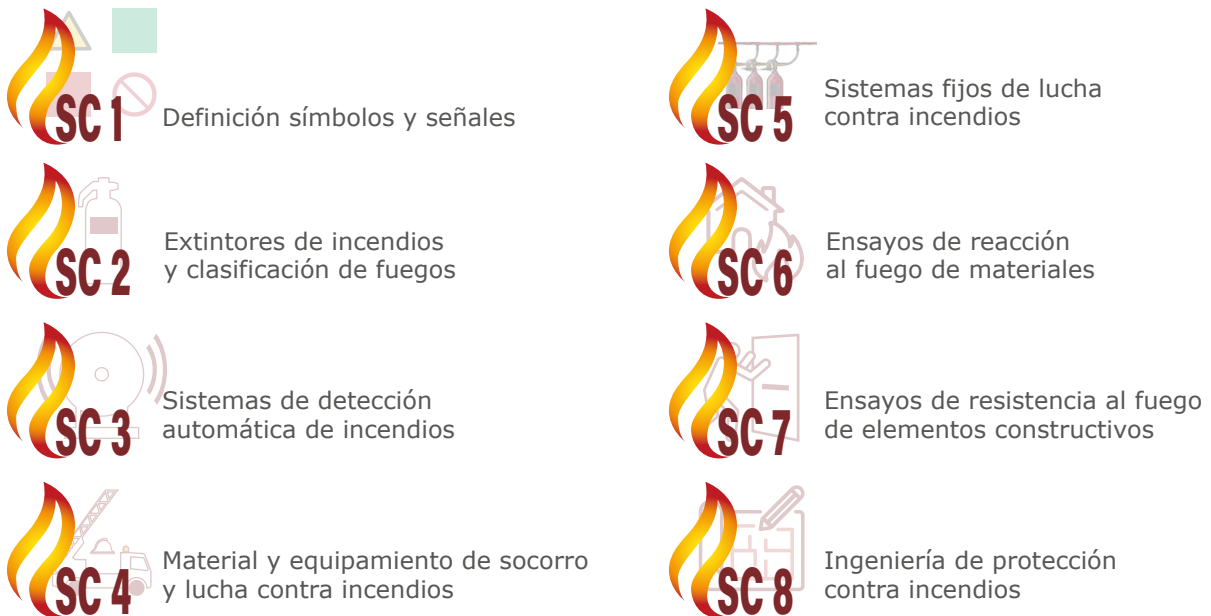 SC 1
Definición símbolos y señales
SC 2
Extintores de incendios
y clasificación de fuegos
SC 3
Sistemas de detección
automática de incendios
SC 4
Material y equipamiento de socorro
y lucha contra incendios
SC 5
Sistemas fijos de lucha
contra incendios
SC 6
Ensayos de reacción
al fuego de materiales
SC 7
Ensayos de resistencia al fuego
de elementos constructivos
SC 8
Ingeniería de protección
contra incendios